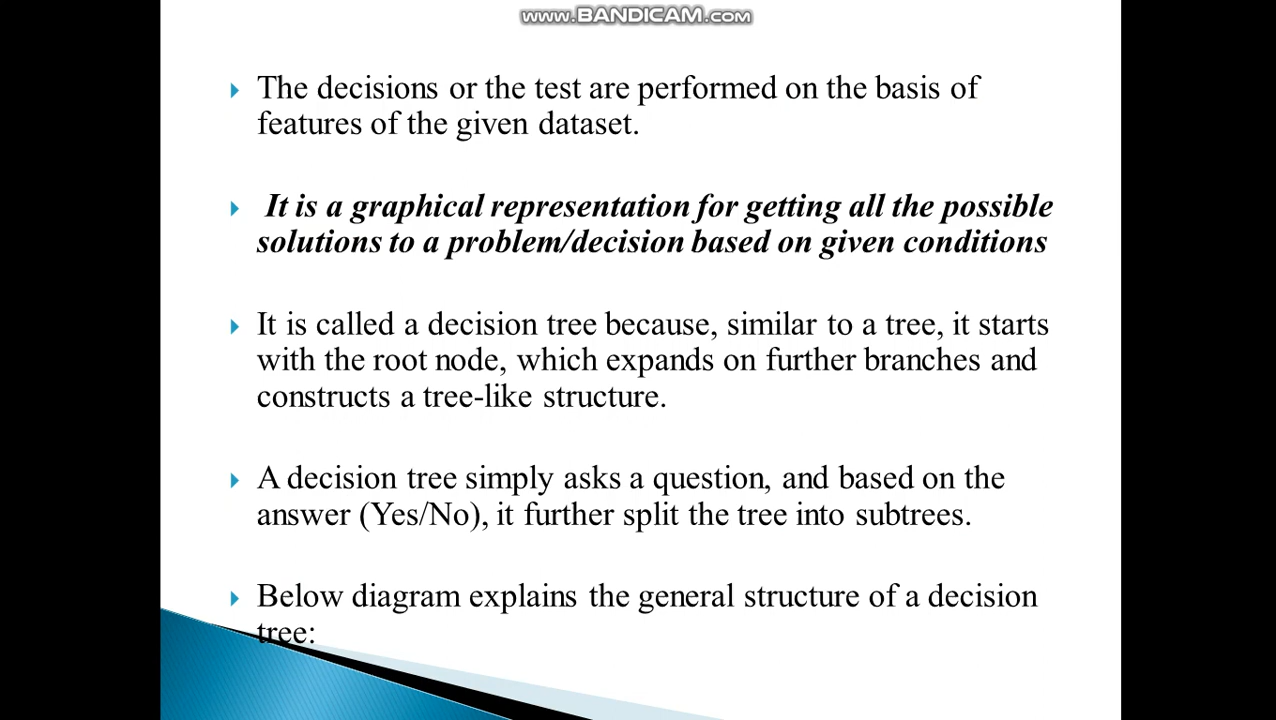 www.BANDICAM.com
The decisions or the test are performed on the basis of
features of the given dataset.
It is a graphical representation for getting all the possible
solutions to a problem/decision based on given conditions
It is called a decision tree because, similar to a tree, it starts
with the root node, which expands on further branches and
constructs a tree-like structure.
A decision tree simply asks a question, and based on the
answer (Yes/No), it further split the tree into subtrees.
Below diagram explains the general structure of a decision
tree: